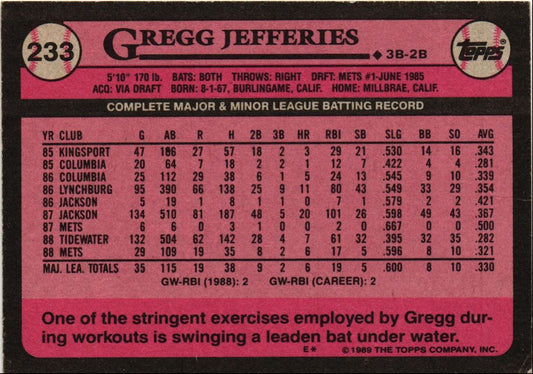 233
GREGG JEFFERIES
3B-2B
Topps
5'10" 170 lb. BATS: BOTH THROWS: RIGHT DRFT: METS #1-JUNE 1985
ACQ: VIA DRAFT BORN: 8-1-67, BURLINGAME, CALIF. HOME: MILLBRAE, CALIF.
COMPLETE MAJOR & MINOR LEAGUE BATTING RECORD
YR CLUB G AB R H 2B 3B HR RBI SB SLG BB SO AVG
85 KINGSPORT 47 166 27 57 18 2 3 29 21 .530 14 16 .343
85 COLUMBIA 20 64 7 18 2 2 1 12 7 .422 4 4 .281
86 COLUMBIA 25 112 29 38 6 1 5 24 13 .545 9 10 .339
86 LYNCHBURG 95 390 66 138 25 9 11 80 43 .549 33 29 .354
86 JACKSON 5 19 1 8 1 0 0 7 1 .579 2 2 .421
87 JACKSON 134 510 81 187 48 5 20 101 26 .598 49 43 .367
87 METS 6 6 0 3 1 0 0 2 0 .667 0 0 .500
88 TIDEWATER 132 504 62 142 28 4 7 61 32 .395 32 35 .282
88 METS 29 109 19 35 8 2 6 17 5 .596 8 10 .321
MAJ. LEA. TOTALS 35 115 19 38 9 2 6 19 5 .600 8 10 .330
GW-RBI (1988): 2 GW-RBI (CAREER): 2
One of the stringent exercises employed by Gregg dur-
ing workouts is swinging a leaden bat under water.
E* © 1989 THE TOPPS COMPANY, INC.